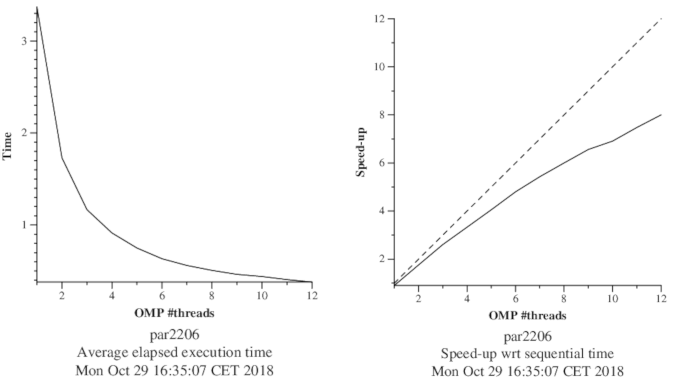 3
2
1
Time
2
4
6
8
10
12
OMP #threads
par2206
Average elapsed execution time
Mon Oct 29 16:35:07 CET 2018
12
10
8
6
4
2
Speed-up
2
4
6
8
10
12
OMP #threads
par2206
Speed-up wrt sequential time
Mon Oct 29 16:35:07 CET 2018